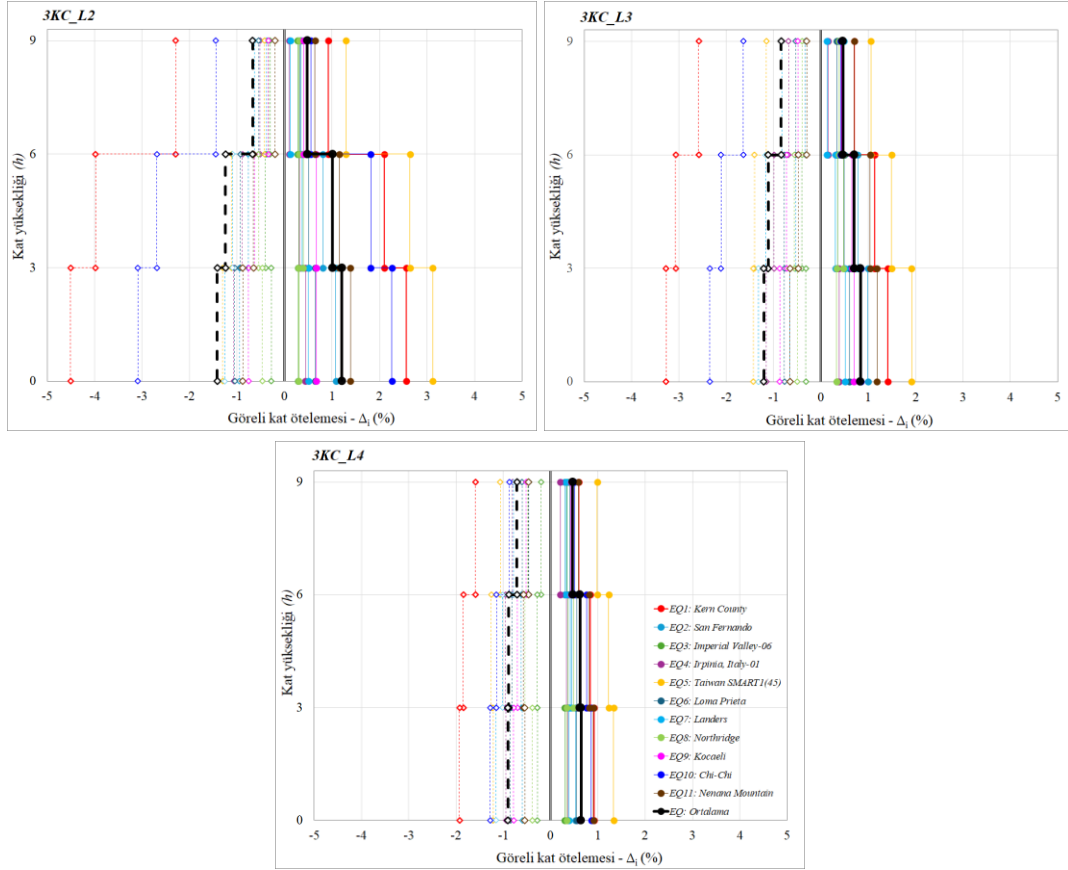 3KC_L2
9
6
3
0
Kat yüksekliği (h)
-5 -4 -3 -2 -1 0 1 2 3 4 5
Göreli kat ötelemesi - Δi (%)
3KC_L3
9
6
3
0
Kat yüksekliği (h)
-5 -4 -3 -2 -1 0 1 2 3 4 5
Göreli kat ötelemesi - Δi (%)
3KC_L4
9
6
3
0
Kat yüksekliği (h)
-5 -4 -3 -2 -1 0 1 2 3 4 5
Göreli kat ötelemesi - Δi (%)
EQ1: Kern County
EQ2: San Fernando
EQ3: Imperial Valley-06
EQ4: Irpinia, Italy-01
EQ5: Taiwan SMART1(45)
EQ6: Loma Prieta
EQ7: Landers
EQ8: Northridge
EQ9: Kocaeli
EQ10: Chi-Chi
EQ11: Nenana Mountain
EQ: Ortalama